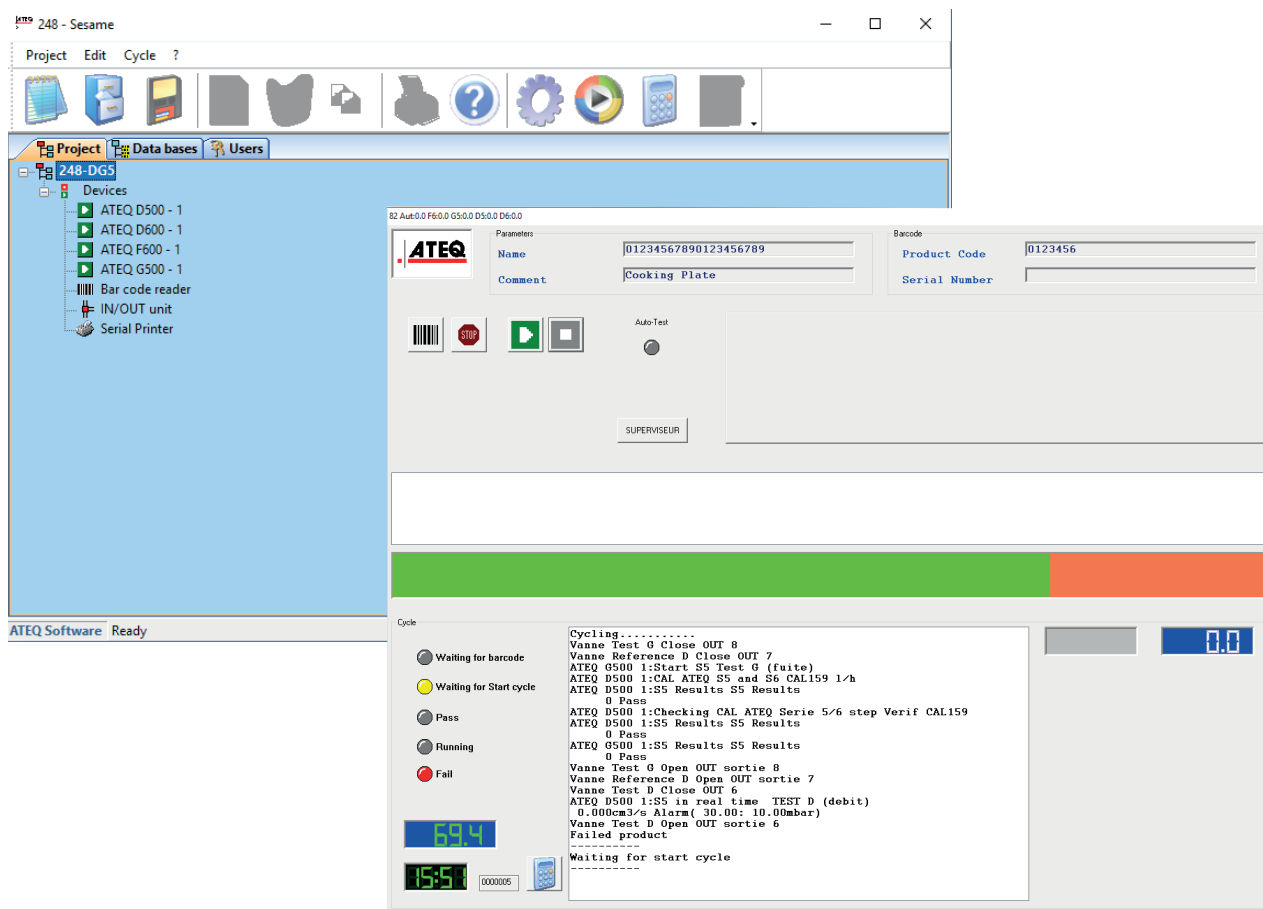 ATEQ
248 - Sesame
Project Edit Cycle ?
Project Data bases Users
248-DG5
Devices
ATEQ D500 - 1
ATEQ D600 - 1
ATEQ F600 - 1
ATEQ G500 - 1
Bar code reader
IN/OUT unit
Serial Printer
ATEQ Software Ready
82 Aut:0.0 F6:0.0 G5:0.0 D5:0.0 D6:0.0
ATEQ
Parameters
Name 01234567890123456789
Comment Cooking Plate
Barcode
Product Code 0123456
Serial Number
STOP
Auto-Test
SUPERVISEUR
Cycle
Waiting for barcode
Waiting for Start cycle
Pass
Running
Fail
69.4
15:51
0000005
Cycling...........
Vanne Test G Close OUT 8
Vanne Reference D Close OUT 7
ATEQ G500 1:Start S5 Test G (fuite)
ATEQ D500 1:CAL ATEQ S5 and S6 CAL159 l/h
ATEQ D500 1:S5 Results S5 Results
0 Pass
ATEQ D500 1:Checking CAL ATEQ Serie 5/6 step Verif CAL159
ATEQ D500 1:S5 Results S5 Results
0 Pass
ATEQ G500 1:S5 Results S5 Results
0 Pass
Vanne Test G Open OUT sortie 8
Vanne Reference D Open OUT sortie 7
Vanne Test D Close OUT 6
ATEQ D500 1:S5 in real time TEST D (debit)
0.000cm3/s Alarm( 30.00: 10.00mbar)
Vanne Test D Open OUT sortie 6
Failed product
----------
Waiting for start cycle
----------
0.0